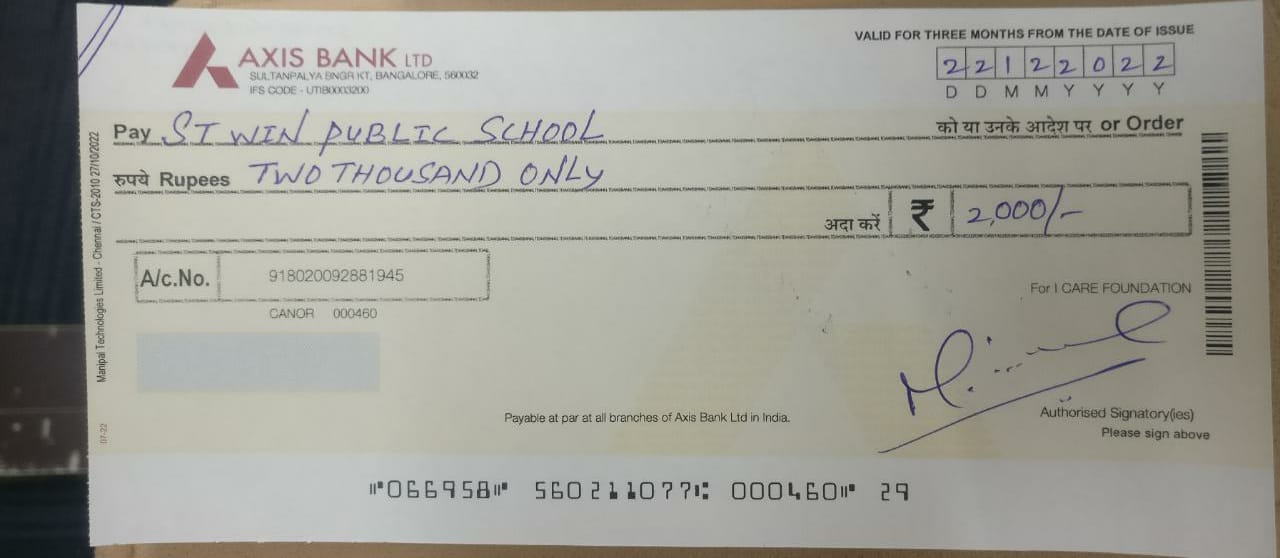 AXIS BANK LTD
SULTANPALYA BNGR KT, BANGALORE, 560032
IFS CODE - UTIB0003200
VALID FOR THREE MONTHS FROM THE DATE OF ISSUE
2 2 1 2 2 0 2 2
D D M M Y Y Y Y
Pay ST WIN PUBLIC SCHOOL को या उनके आदेश पर or Order
रुपये Rupees TWO THOUSAND ONLY
अदा करें ₹ 2,000/-
A/c.No. 918020092881945
CANOR 000460
For I CARE FOUNDATION
Payable at par at all branches of Axis Bank Ltd in India.
Authorised Signatory(ies)
Please sign above
Manipal Technologies Limited - Chennai / CTS-2010 27/10/2022
07-22
⑈066958⑈ 560211077⑆ 000460⑈ 29